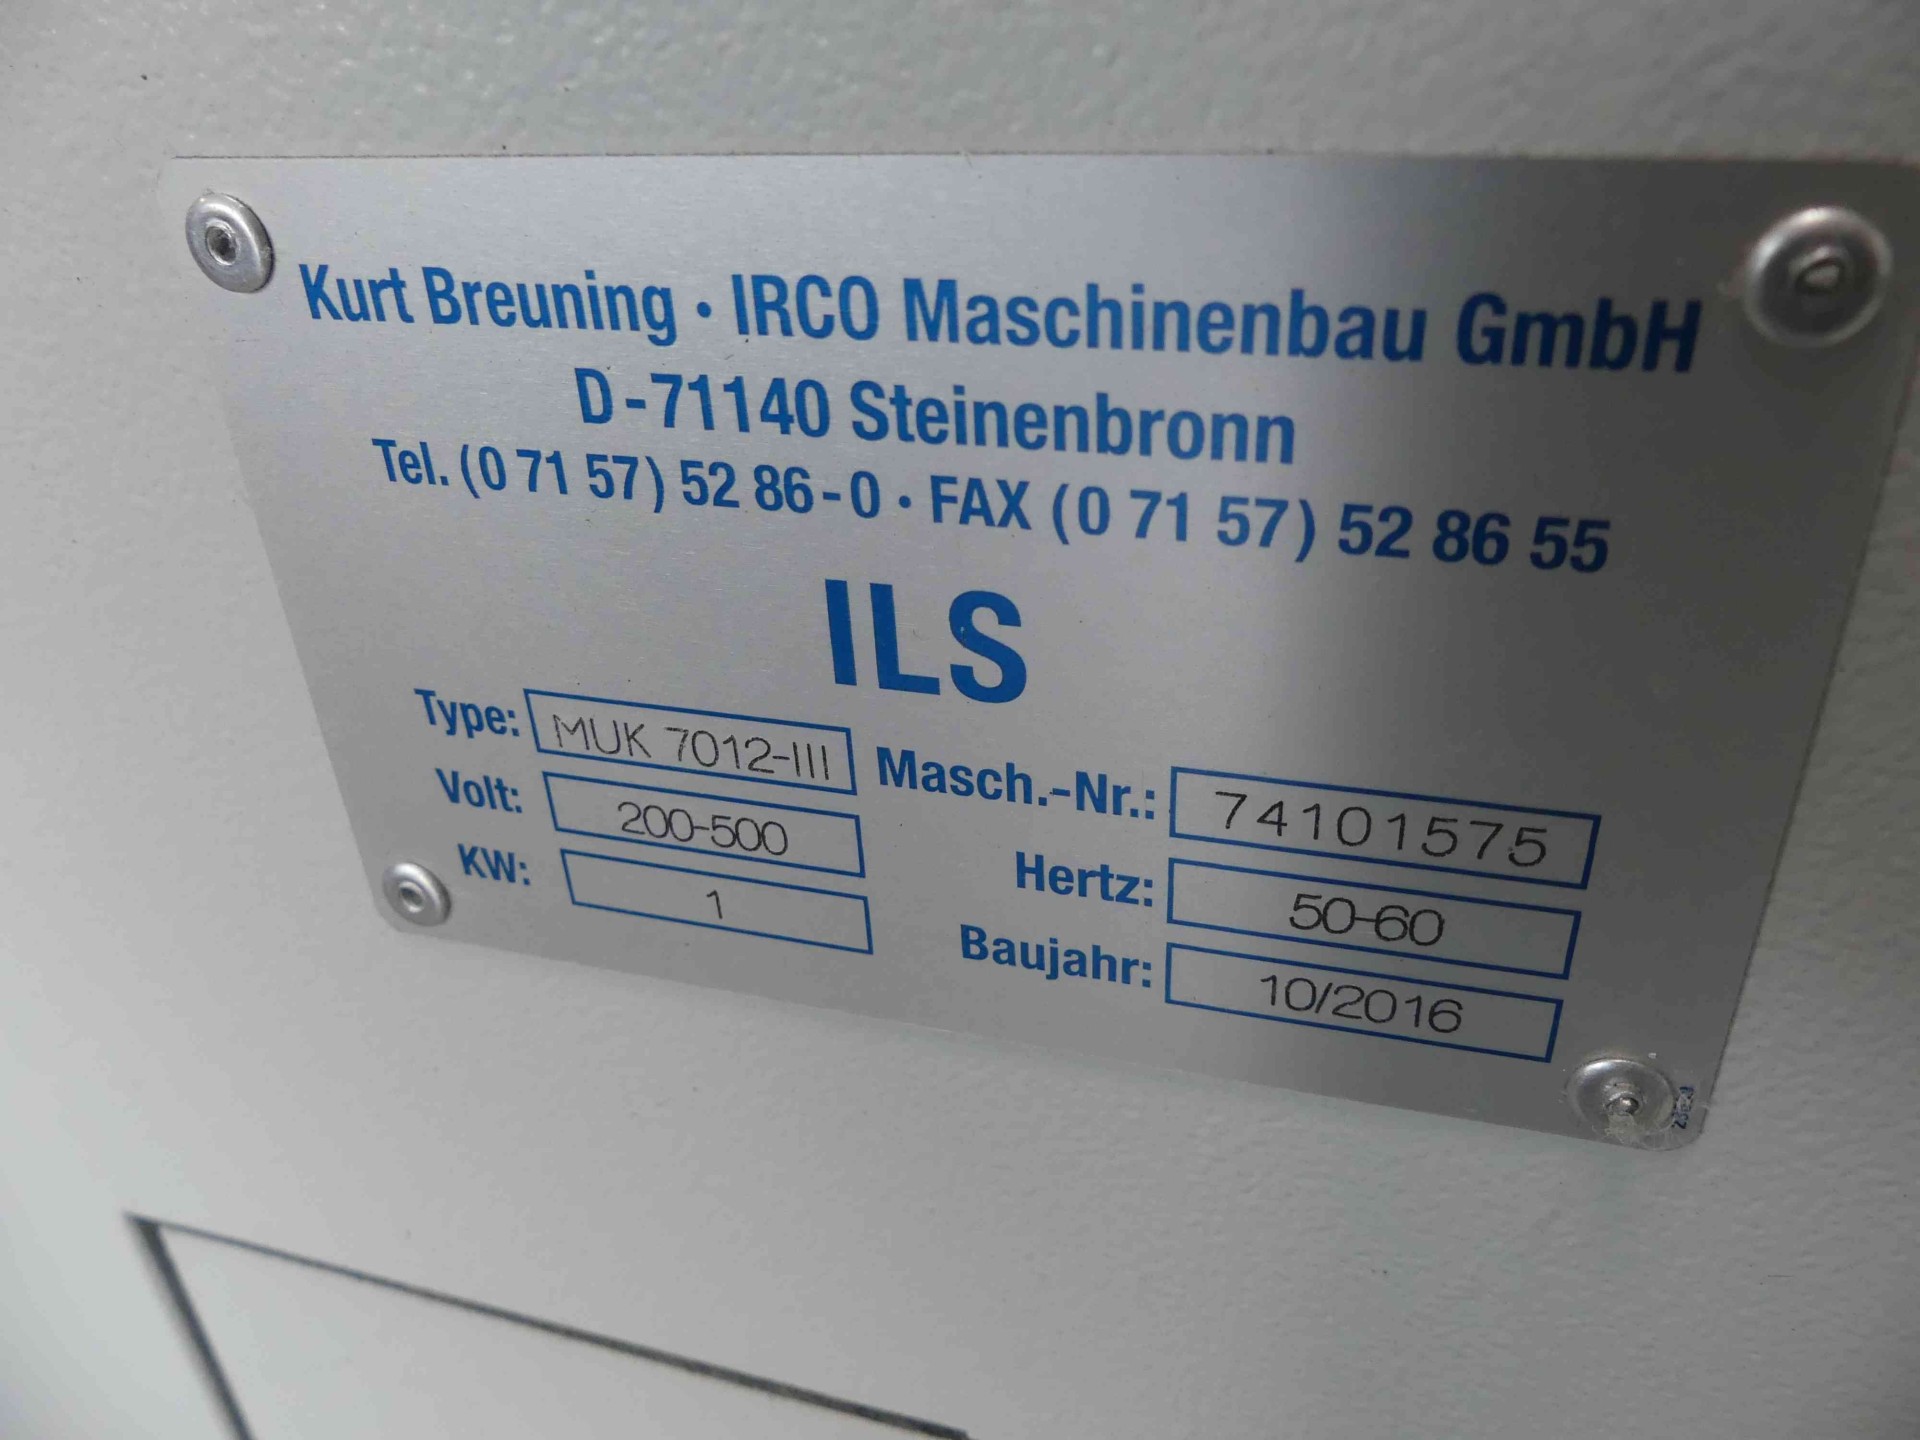 Kurt Breuning · IRCO Maschinenbau GmbH
D-71140 Steinenbronn
Tel. (0 71 57) 52 86-0 · FAX (0 71 57) 52 86 55
ILS
Type: MUK 7012-III Masch.-Nr.: 74101575
Volt: 200-500 Hertz: 50-60
KW: 1 Baujahr: 10/2016